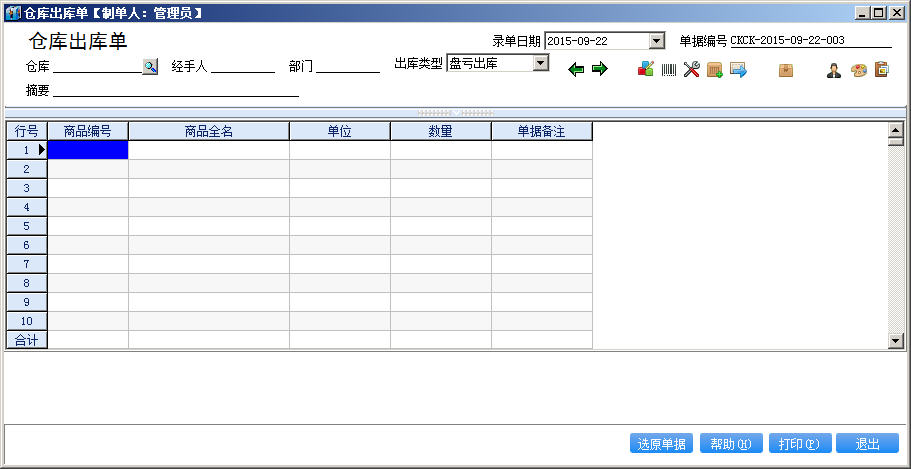 仓库出库单【制单人：管理员】
仓库出库单
录单日期 2015-09-22 单据编号 CKCK-2015-09-22-003
仓库 经手人 部门 出库类型 盘亏出库
摘要
行号 商品编号 商品全名 单位 数量 单据备注
1
2
3
4
5
6
7
8
9
10
合计
选原单据 帮助(H) 打印(P) 退出